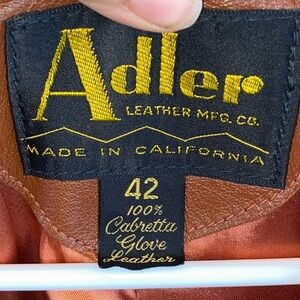 Adler
LEATHER MFG. CO.
MADE IN CALIFORNIA
42
100%
Cabretta
Glove
Leather